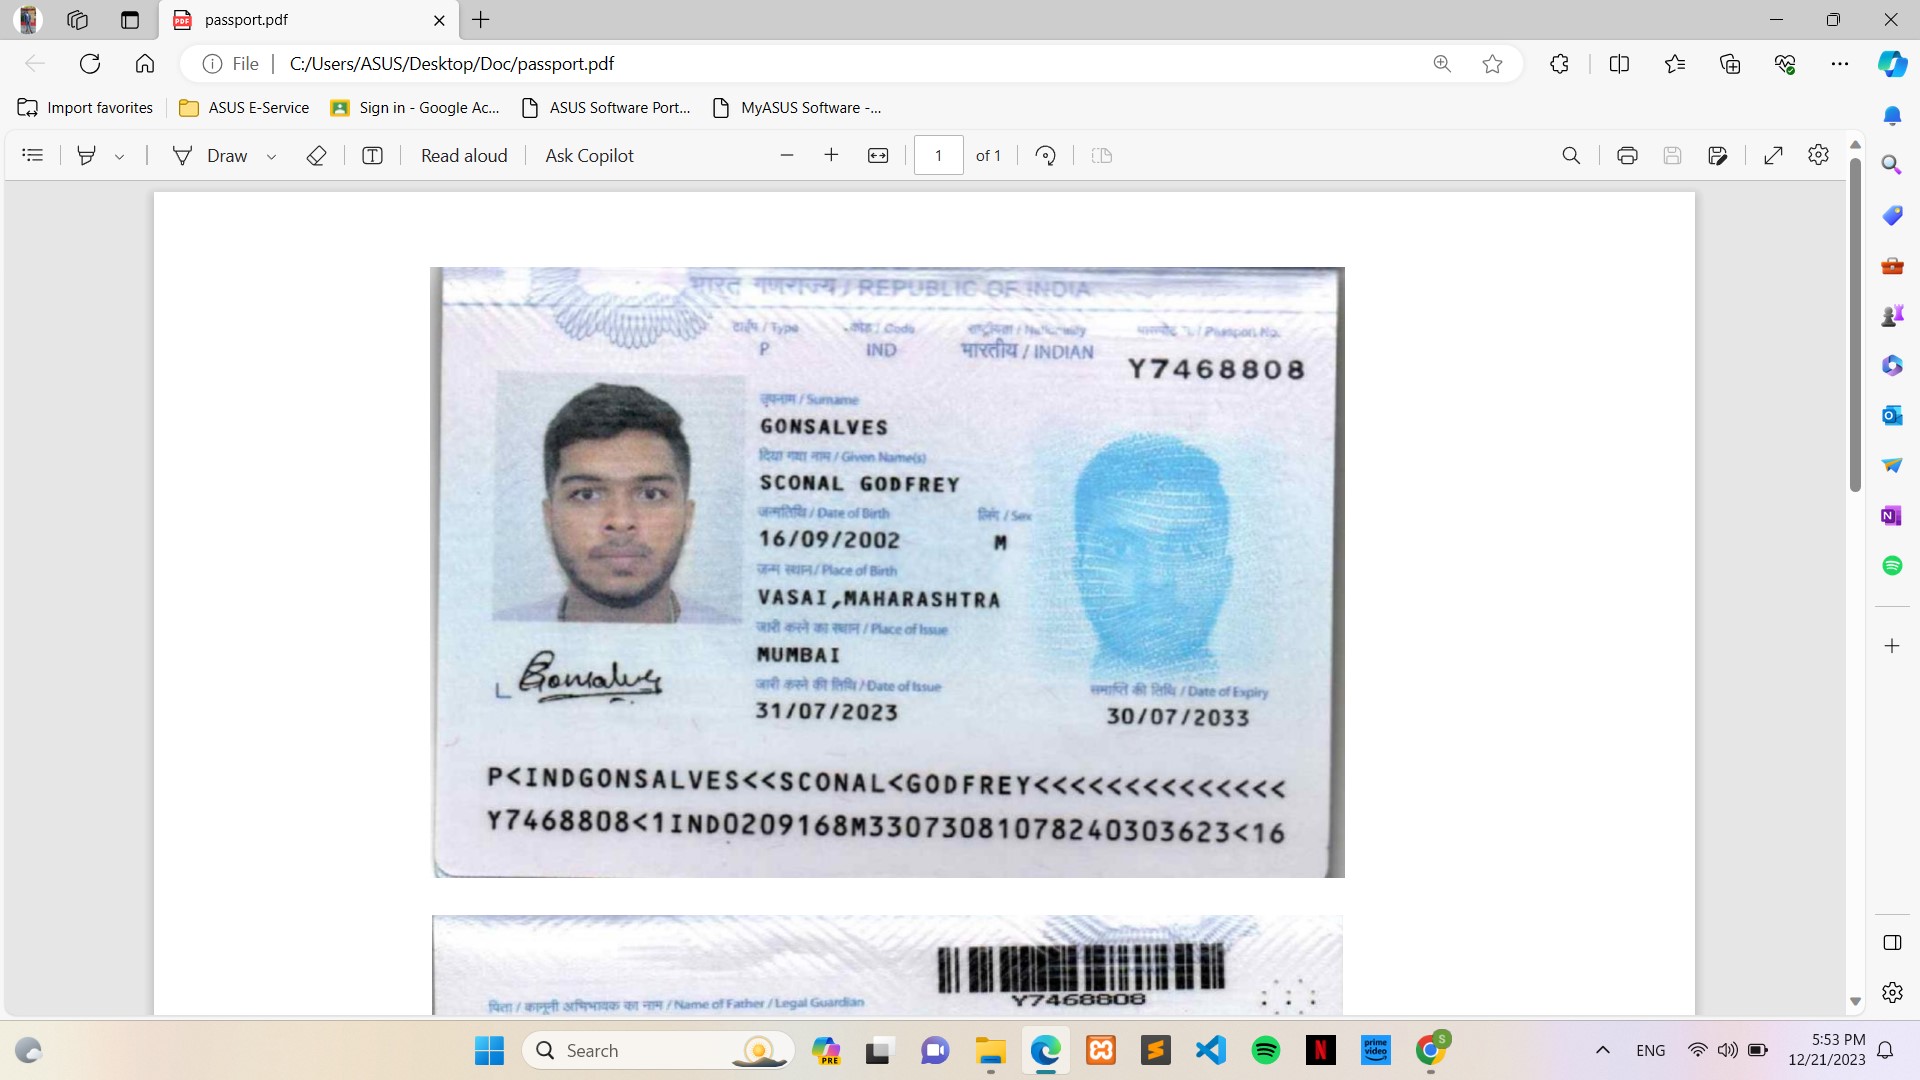 passport.pdf
File
C:/Users/ASUS/Desktop/Doc/passport.pdf
Import favorites
ASUS E-Service
Sign in - Google Ac...
ASUS Software Port...
MyASUS Software -...
Draw
Read aloud
Ask Copilot
1 of 1
भारत गणराज्य / REPUBLIC OF INDIA
टाईप / Type
कोड / Code
राष्ट्रीयता / Nationality
/ Passport No.
P
IND
भारतीय / INDIAN
Y7468808
उपनाम / Surname
GONSALVES
दिया गया नाम / Given Name(s)
SCONAL GODFREY
जन्मतिथि / Date of Birth
लिंग / Sex
16/09/2002
M
जन्म स्थान / Place of Birth
VASAI,MAHARASHTRA
जारी करने का स्थान / Place of Issue
MUMBAI
Gonsalves
जारी करने की तिथि / Date of Issue
समाप्ति की तिथि / Date of Expiry
31/07/2023
30/07/2033
P<INDGONSALVES<<SCONAL<GODFREY<<<<<<<<<<<<<<
Y7468808<1IND0209168M33073081078240303623<16
Y7468808
पिता / कानूनी अभिभावक का नाम / Name of Father / Legal Guardian
Search
PRE
prime video
S
ENG
5:53 PM
12/21/2023